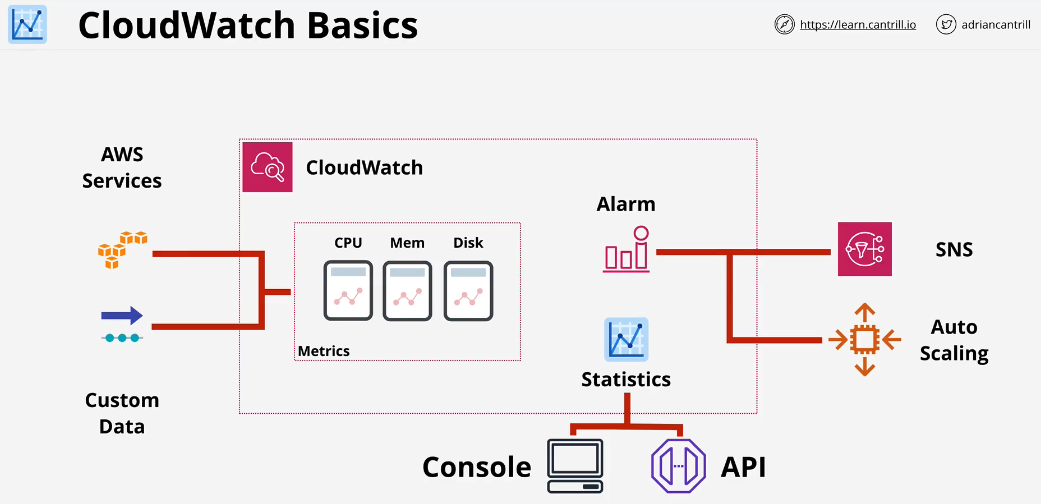 CloudWatch Basics
https://learn.cantrill.io
adriancantrill
AWS
Services
CloudWatch
Alarm
CPU
Mem
Disk
SNS
Metrics
Auto
Scaling
Statistics
Custom
Data
Console
API